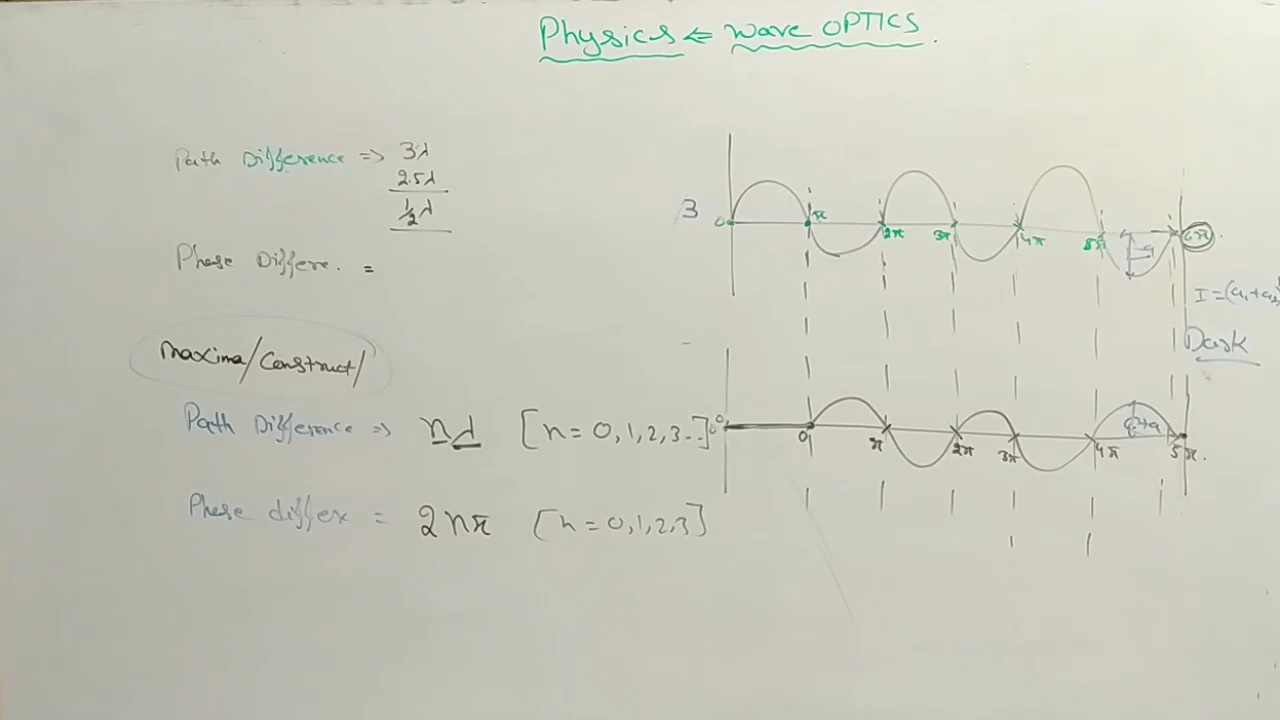 Physics ⇐ Wave OPTICS.
Path Difference => 3λ
2.5λ
½λ
Phase Differe. =
Maxima/Construct/
Path Difference => nλ [n=0,1,2,3..]
Phase differ = 2nπ [n=0,1,2,3]
3
0 π 2π 3π 4π 5π 6π.
I=(a₁+a₂)
Dark
0 0 π 2π 3π 4π 5π.